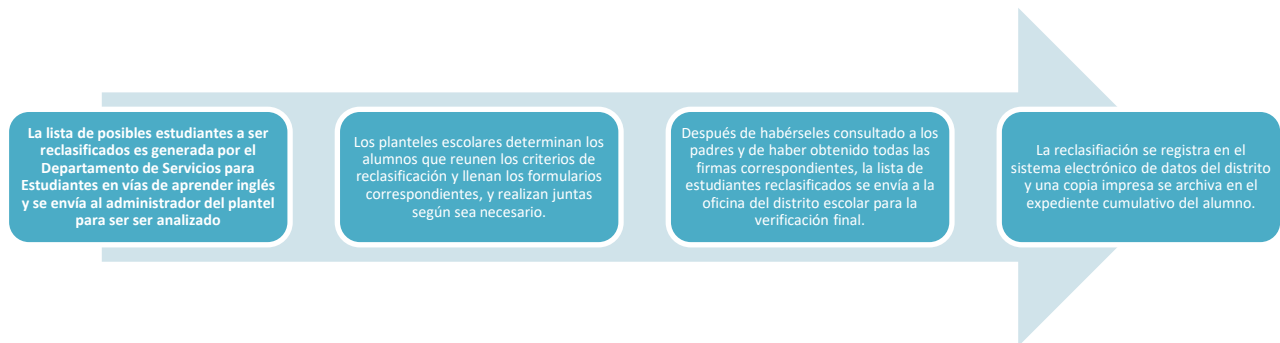 La lista de posibles estudiantes a ser
reclasificados es generada por el
Departamento de Servicios para
Estudiantes en vías de aprender inglés
y se envía al administrador del plantel
para ser ser analizado
Los planteles escolares determinan los
alumnos que reunen los criterios de
reclasificación y llenan los formularios
correspondientes, y realizan juntas
según sea necesario.
Después de habérseles consultado a los
padres y de haber obtenido todas las
firmas correspondientes, la lista de
estudiantes reclasificados se envía a la
oficina del distrito escolar para la
verificación final.
La reclasifiación se registra en el
sistema electrónico de datos del distrito
y una copia impresa se archiva en el
expediente cumulativo del alumno.